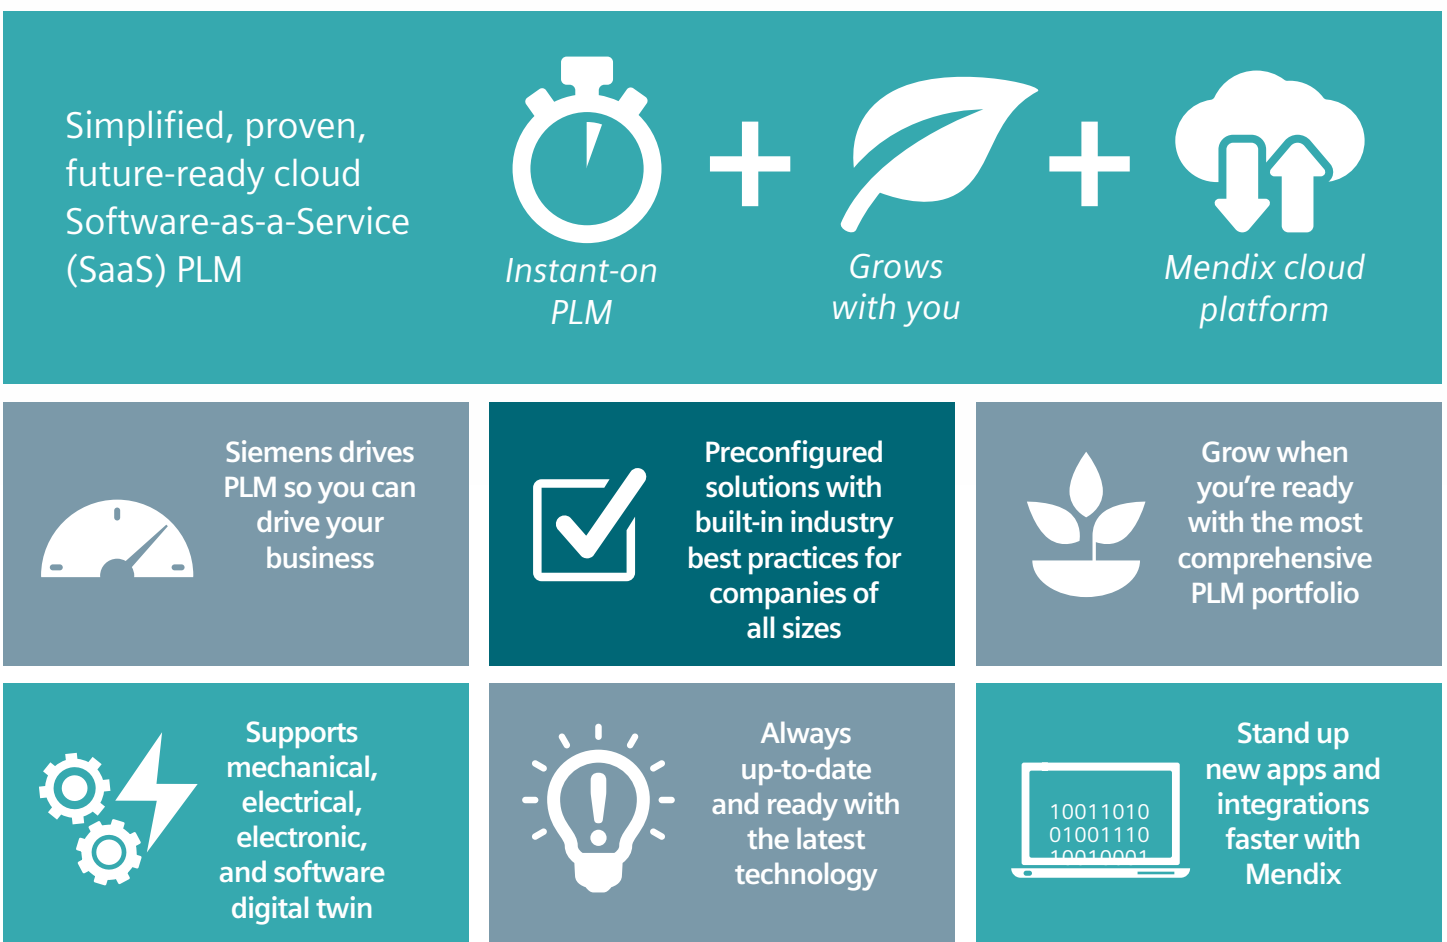 Simplified, proven,
future-ready cloud
Software-as-a-Service
(SaaS) PLM
Instant-on
PLM
Grows
with you
Mendix cloud
platform
Siemens drives
PLM so you can
drive your
business
Preconfigured
solutions with
built-in industry
best practices for
companies of
all sizes
Grow when
you’re ready
with the most
comprehensive
PLM portfolio
Supports
mechanical,
electrical,
electronic,
and software
digital twin
Always
up-to-date
and ready with
the latest
technology
10011010
01001110
10010001
Stand up
new apps and
integrations
faster with
Mendix